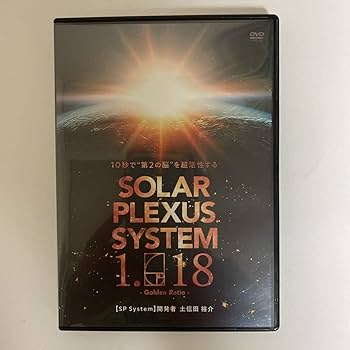 DVD
10秒で“第2の脳”を超活性する
SOLAR
PLEXUS
SYSTEM
1.618
- Golden Ratio -
【SP System】開発者 土信田 裕介